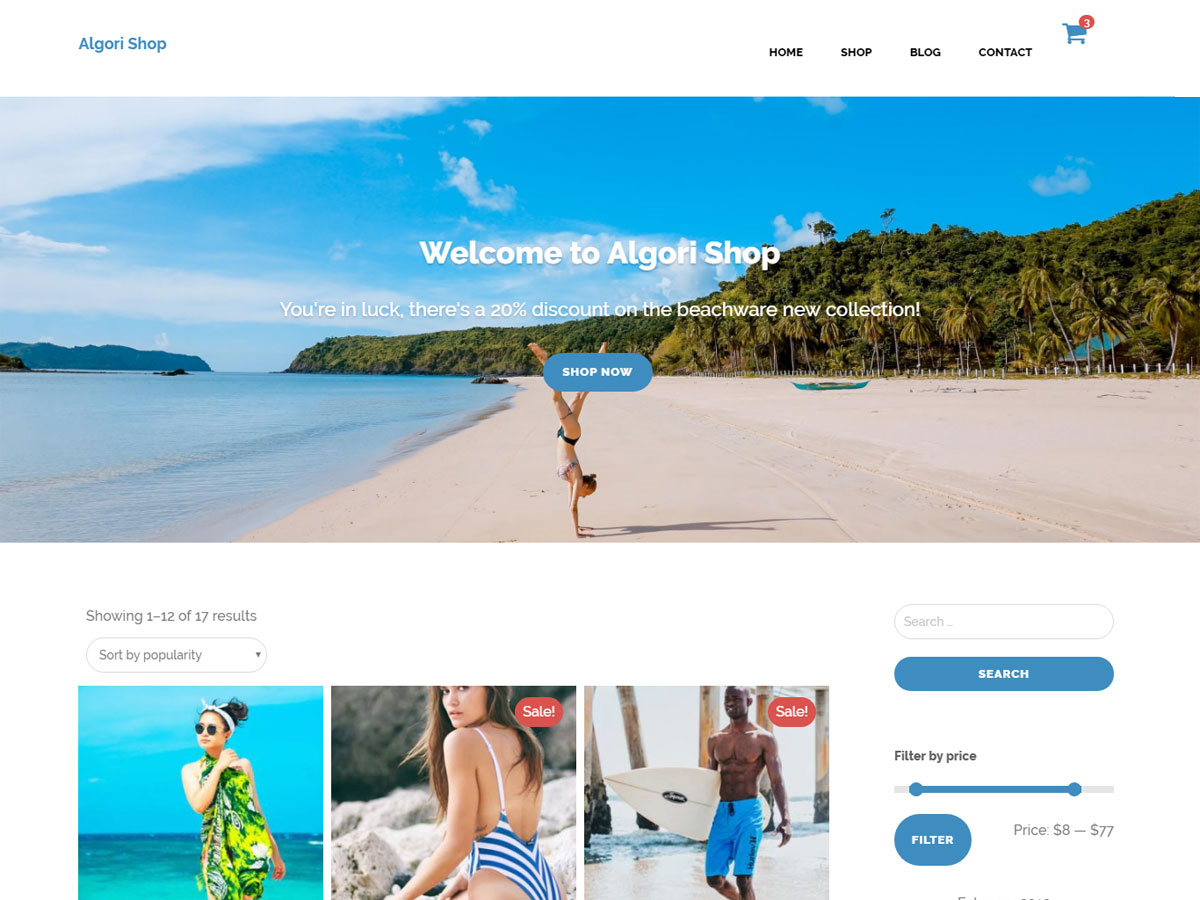 Algori Shop
HOME SHOP BLOG CONTACT
3
Welcome to Algori Shop
You're in luck, there's a 20% discount on the beachware new collection!
SHOP NOW
Showing 1–12 of 17 results
Sort by popularity
Search …
SEARCH
Sale!
Sale!
Filter by price
FILTER
Price: $8 — $77
Hurley